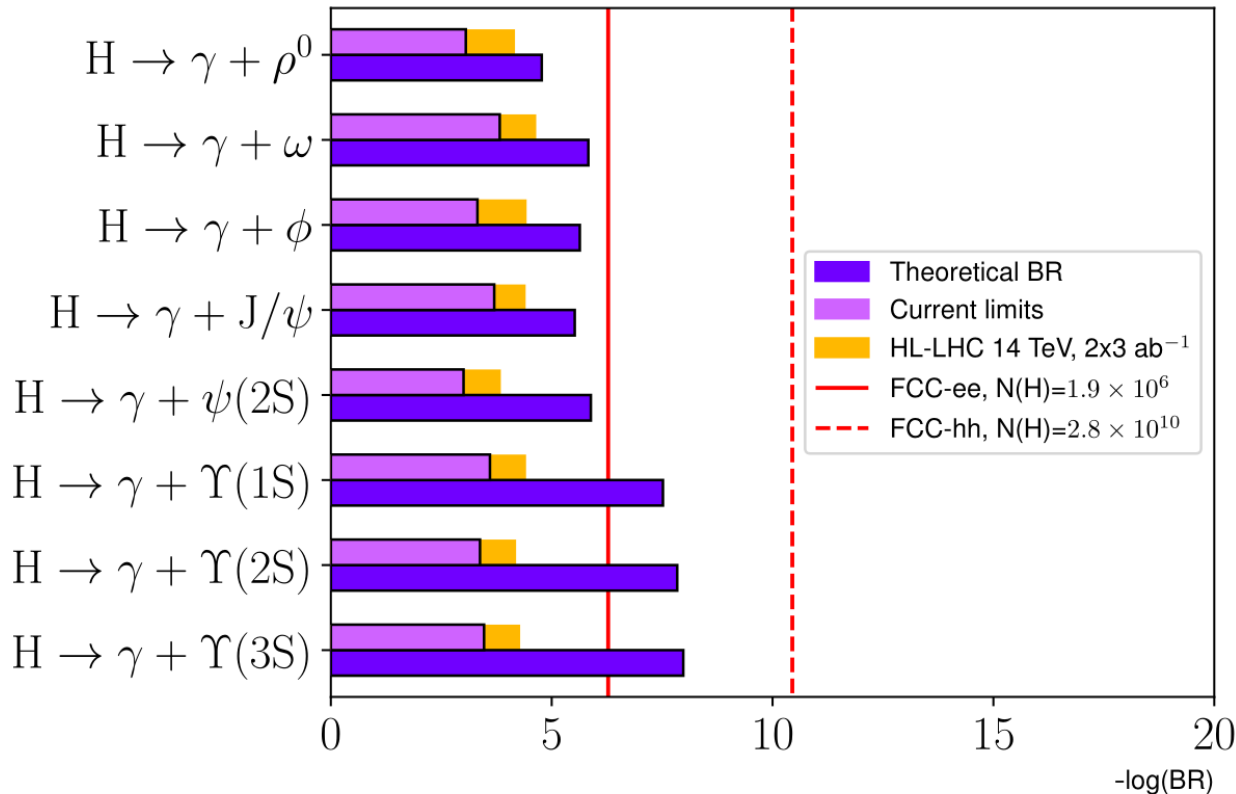 H → γ + ρ⁰
H → γ + ω
H → γ + ϕ
H → γ + J/ψ
H → γ + ψ(2S)
H → γ + ϒ(1S)
H → γ + ϒ(2S)
H → γ + ϒ(3S)
Theoretical BR
Current limits
HL-LHC 14 TeV, 2x3 ab⁻¹
FCC-ee, N(H)=1.9 × 10⁶
FCC-hh, N(H)=2.8 × 10¹⁰
0 5 10 15 20
-log(BR)